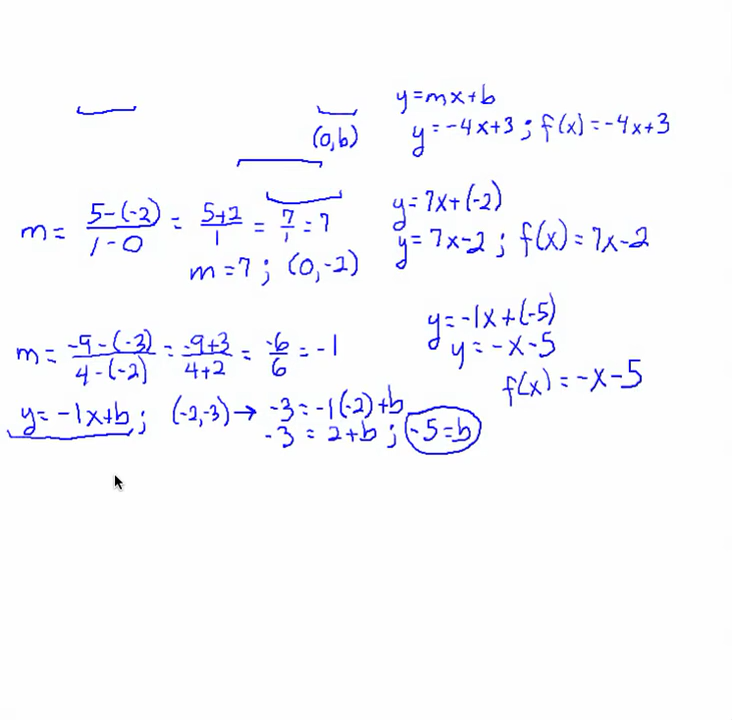 y=mx+b
(0,b) y=-4x+3 ; f(x)=-4x+3
m= 5-(-2)/1-0 = 5+2/1 = 7/1 = 7 y=7x+(-2)
m=7 ; (0,-2) y=7x-2 ; f(x)=7x-2
y=-1x+(-5)
m= -9-(-3)/4-(-2) = -9+3/4+2 = -6/6 = -1 y=-x-5
f(x)=-x-5
y=-1x+b ; (-2,-3)→ -3=-1(-2)+b
-3=2+b ; -5=b